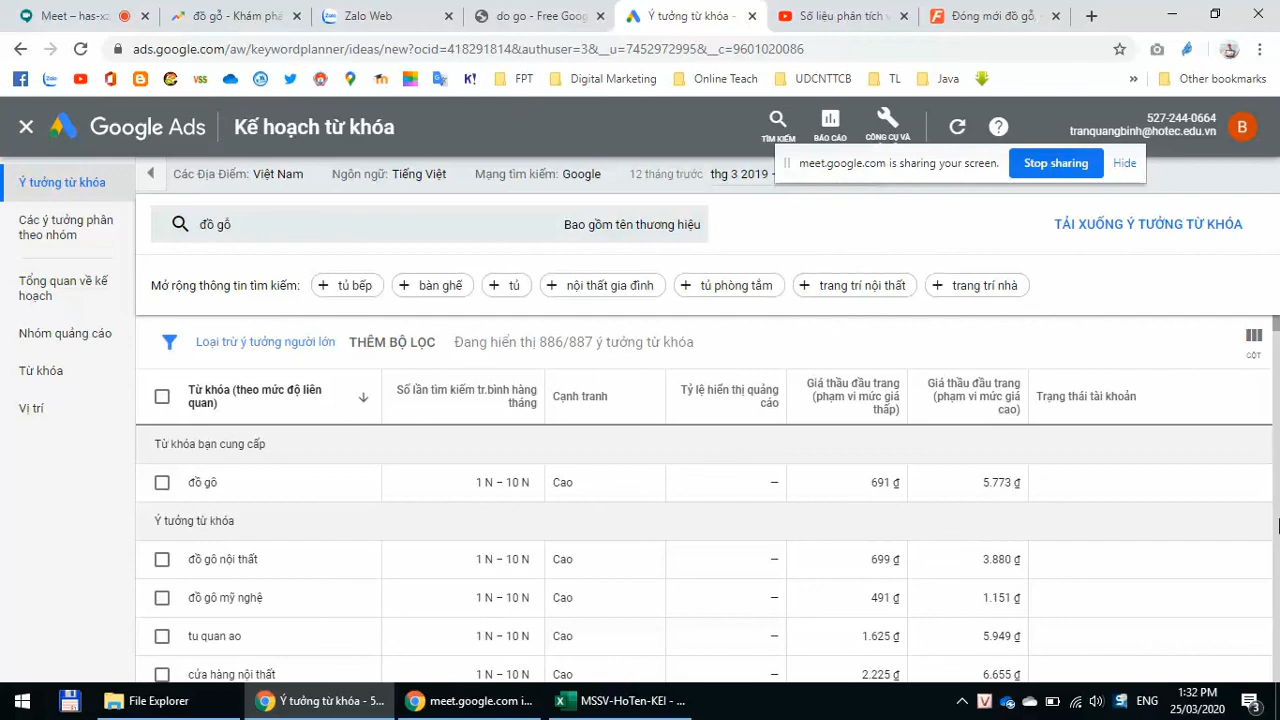 Meet – has-xz
đồ gỗ - Khám phá
Zalo Web
do go - Free Goog
Ý tưởng từ khóa -
Số liệu phân tích v
Đóng mới đồ gỗ,
ads.google.com/aw/keywordplanner/ideas/new?ocid=418291814&authuser=3&__u=7452972995&__c=9601020086
VSS
K!
FPT
Digital Marketing
Online Teach
UDCNTTCB
TL
Java
»
Other bookmarks
Google Ads
Kế hoạch từ khóa
TÌM KIẾM
BÁO CÁO
CÔNG CỤ VÀ
527-244-0664
tranquangbinh@hotec.edu.vn
B
meet.google.com is sharing your screen.
Stop sharing
Hide
Ý tưởng từ khóa
Các ý tưởng phân
theo nhóm
Tổng quan về kế
hoạch
Nhóm quảng cáo
Từ khóa
Vị trí
Các Địa Điểm: Việt Nam
Ngôn ngữ: Tiếng Việt
Mạng tìm kiếm: Google
12 tháng trước
thg 3 2019 -
đồ gỗ
Bao gồm tên thương hiệu
TẢI XUỐNG Ý TƯỞNG TỪ KHÓA
Mở rộng thông tin tìm kiếm:
+ tủ bếp
+ bàn ghế
+ tủ
+ nội thất gia đình
+ tủ phòng tắm
+ trang trí nội thất
+ trang trí nhà
Loại trừ ý tưởng người lớn
THÊM BỘ LỌC
Đang hiển thị 886/887 ý tưởng từ khóa
CỘT
Từ khóa (theo mức độ liên
quan)
Số lần tìm kiếm tr.bình hàng
tháng
Cạnh tranh
Tỷ lệ hiển thị quảng
cáo
Giá thầu đầu trang
(phạm vi mức giá
thấp)
Giá thầu đầu trang
(phạm vi mức giá
cao)
Trạng thái tài khoản
Từ khóa bạn cung cấp
đồ gỗ 1 N – 10 N Cao – 691 ₫ 5.773 ₫
Ý tưởng từ khóa
đồ gỗ nội thất 1 N – 10 N Cao – 699 ₫ 3.880 ₫
đồ gỗ mỹ nghệ 1 N – 10 N Cao – 491 ₫ 1.151 ₫
tu quan ao 1 N – 10 N Cao – 1.625 ₫ 5.949 ₫
cửa hàng nội thất 1 N – 10 N Cao – 2.225 ₫ 6.655 ₫
File Explorer
Ý tưởng từ khóa - 5...
meet.google.com i...
MSSV-HoTen-KEI - ...
ENG
1:32 PM
25/03/2020
3